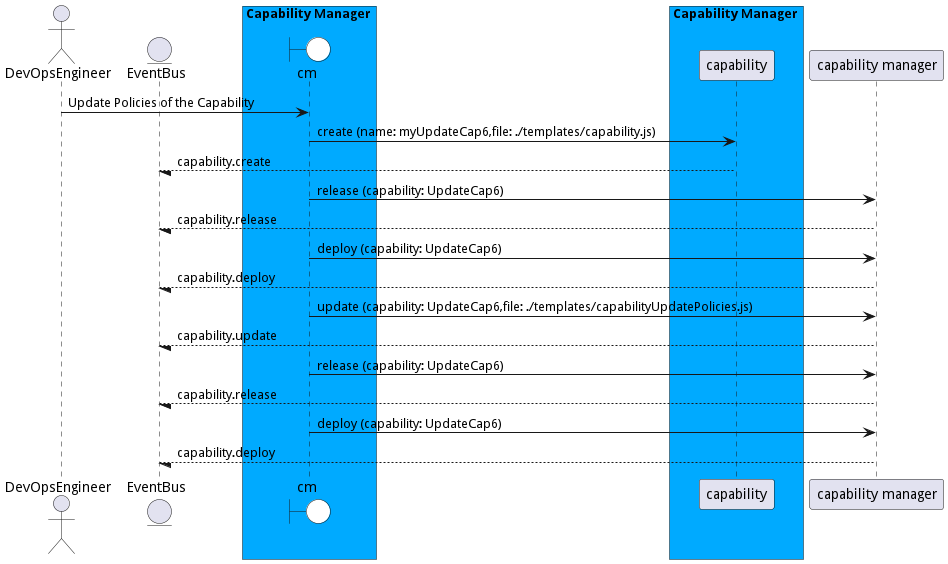 Capability Manager
Capability Manager
DevOpsEngineer
EventBus
cm
capability
capability manager
Update Policies of the Capability
create (name: myUpdateCap6,file: ./templates/capability.js)
capability.create
release (capability: UpdateCap6)
capability.release
deploy (capability: UpdateCap6)
capability.deploy
update (capability: UpdateCap6,file: ./templates/capabilityUpdatePolicies.js)
capability.update
release (capability: UpdateCap6)
capability.release
deploy (capability: UpdateCap6)
capability.deploy
DevOpsEngineer
EventBus
cm
capability
capability manager